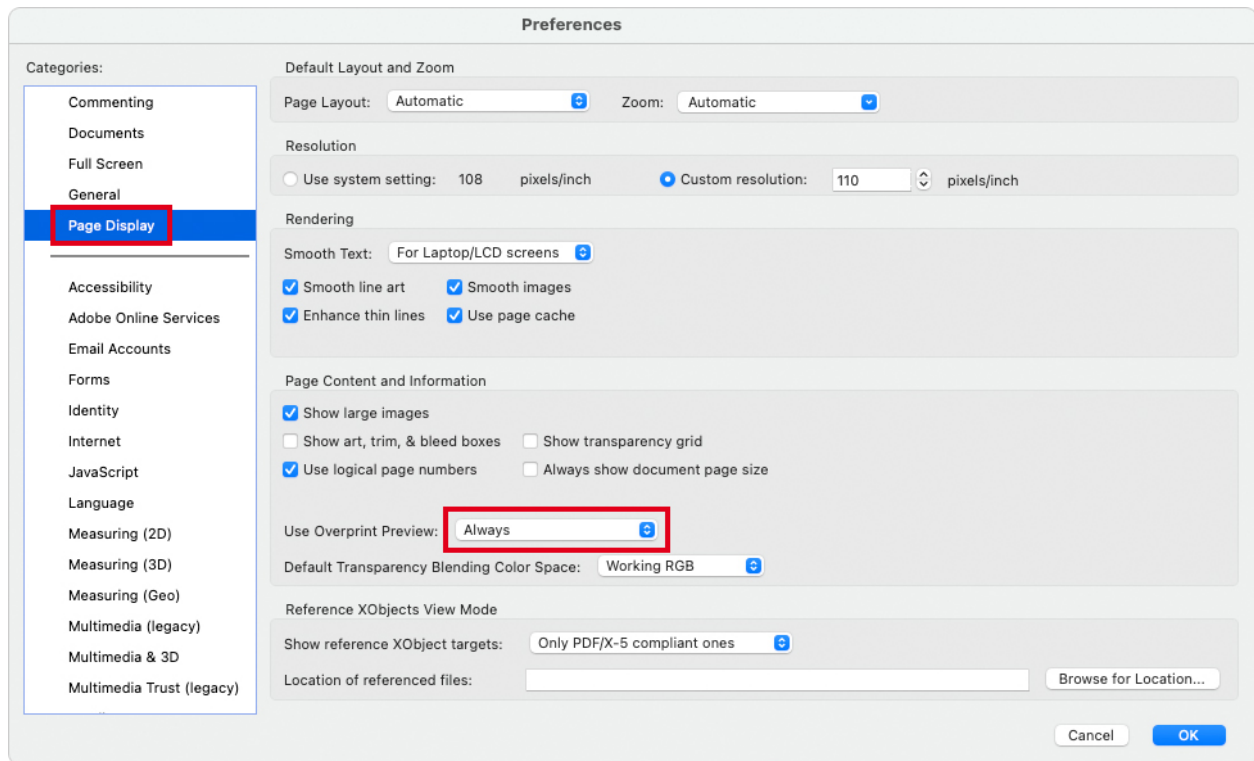 Preferences
Categories:
Commenting
Documents
Full Screen
General
Page Display
Accessibility
Adobe Online Services
Email Accounts
Forms
Identity
Internet
JavaScript
Language
Measuring (2D)
Measuring (3D)
Measuring (Geo)
Multimedia (legacy)
Multimedia & 3D
Multimedia Trust (legacy)
Default Layout and Zoom
Page Layout: Automatic Zoom: Automatic
Resolution
Use system setting: 108 pixels/inch Custom resolution: 110 pixels/inch
Rendering
Smooth Text: For Laptop/LCD screens
Smooth line art Smooth images
Enhance thin lines Use page cache
Page Content and Information
Show large images
Show art, trim, & bleed boxes Show transparency grid
Use logical page numbers Always show document page size
Use Overprint Preview: Always
Default Transparency Blending Color Space: Working RGB
Reference XObjects View Mode
Show reference XObject targets: Only PDF/X-5 compliant ones
Location of referenced files: Browse for Location...
Cancel OK